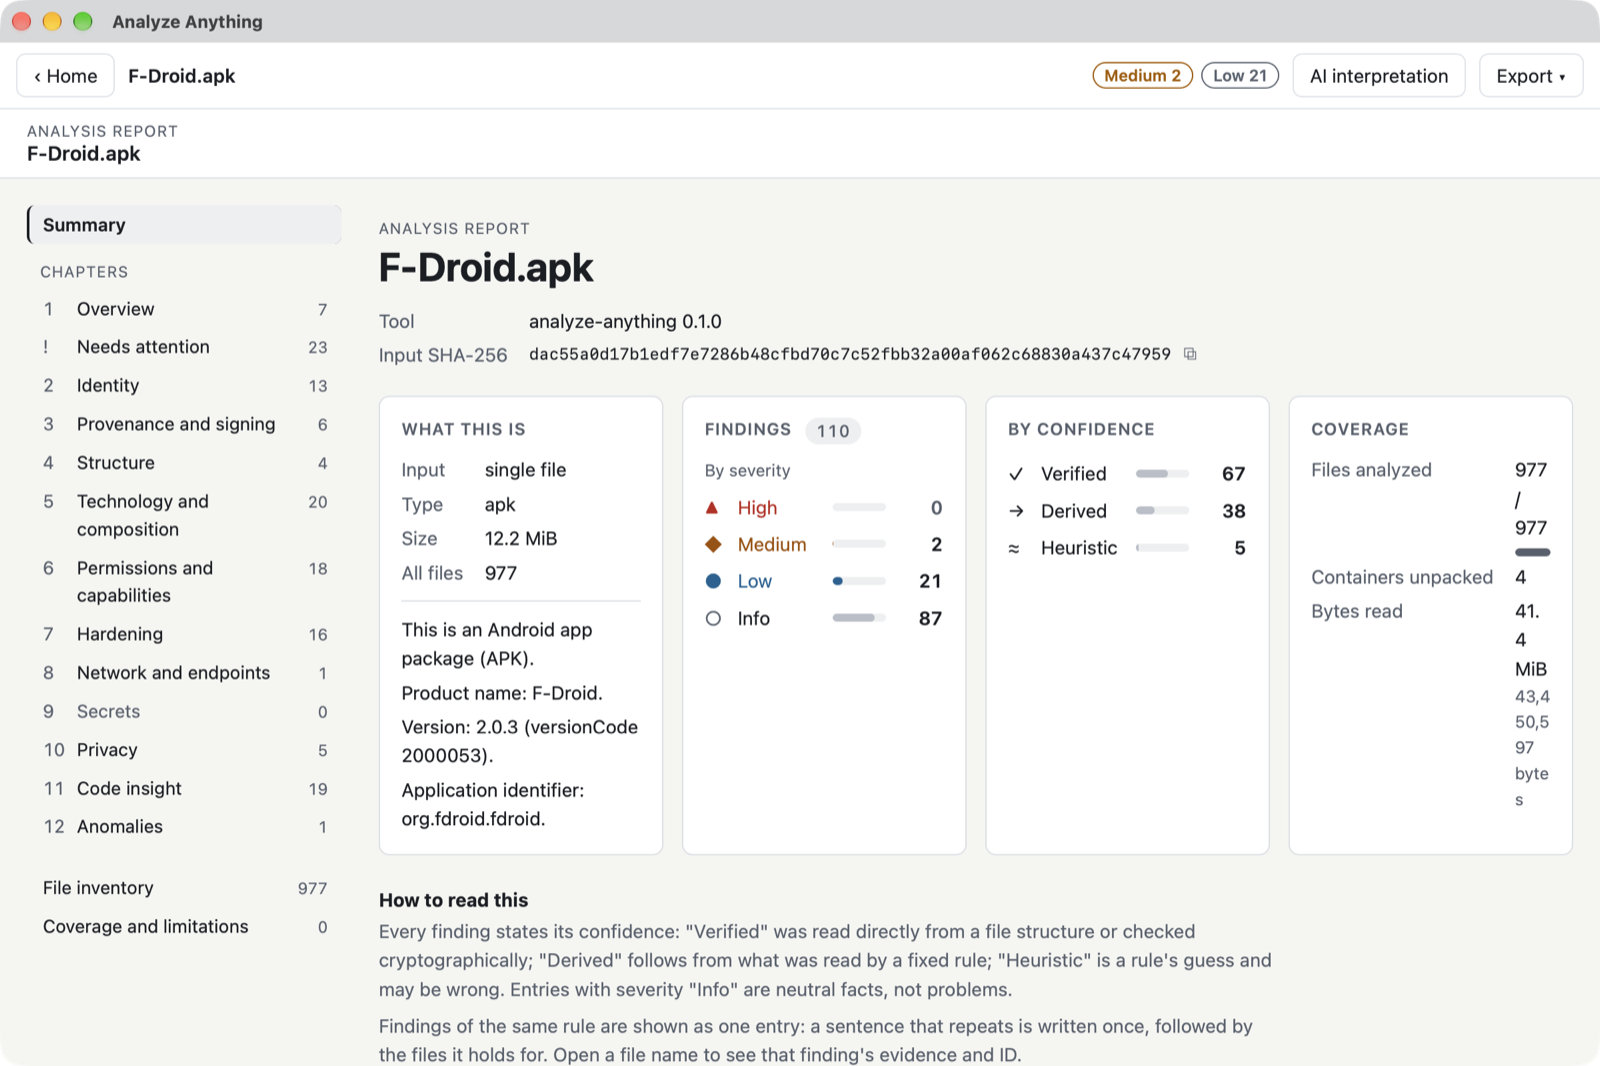 Analyze Anything
‹ Home
F-Droid.apk
Medium 2
Low 21
AI interpretation
Export ▾
ANALYSIS REPORT
F-Droid.apk
Summary
CHAPTERS
1 Overview 7
! Needs attention 23
2 Identity 13
3 Provenance and signing 6
4 Structure 4
5 Technology and 20
composition
6 Permissions and 18
capabilities
7 Hardening 16
8 Network and endpoints 1
9 Secrets 0
10 Privacy 5
11 Code insight 19
12 Anomalies 1
File inventory 977
Coverage and limitations 0
ANALYSIS REPORT
F-Droid.apk
Tool analyze-anything 0.1.0
Input SHA-256 dac55a0d17b1edf7e7286b48cfbd70c7c52fbb32a00af062c68830a437c47959
WHAT THIS IS
Input single file
Type apk
Size 12.2 MiB
All files 977
This is an Android app
package (APK).
Product name: F-Droid.
Version: 2.0.3 (versionCode
2000053).
Application identifier:
org.fdroid.fdroid.
FINDINGS 110
By severity
High 0
Medium 2
Low 21
Info 87
BY CONFIDENCE
✓ Verified 67
→ Derived 38
≈ Heuristic 5
COVERAGE
Files analyzed 977
/
977
Containers unpacked 4
Bytes read 41.
4
MiB
43,4
50,5
97
byte
s
How to read this
Every finding states its confidence: "Verified" was read directly from a file structure or checked
cryptographically; "Derived" follows from what was read by a fixed rule; "Heuristic" is a rule's guess and
may be wrong. Entries with severity "Info" are neutral facts, not problems.
Findings of the same rule are shown as one entry: a sentence that repeats is written once, followed by
the files it holds for. Open a file name to see that finding's evidence and ID.